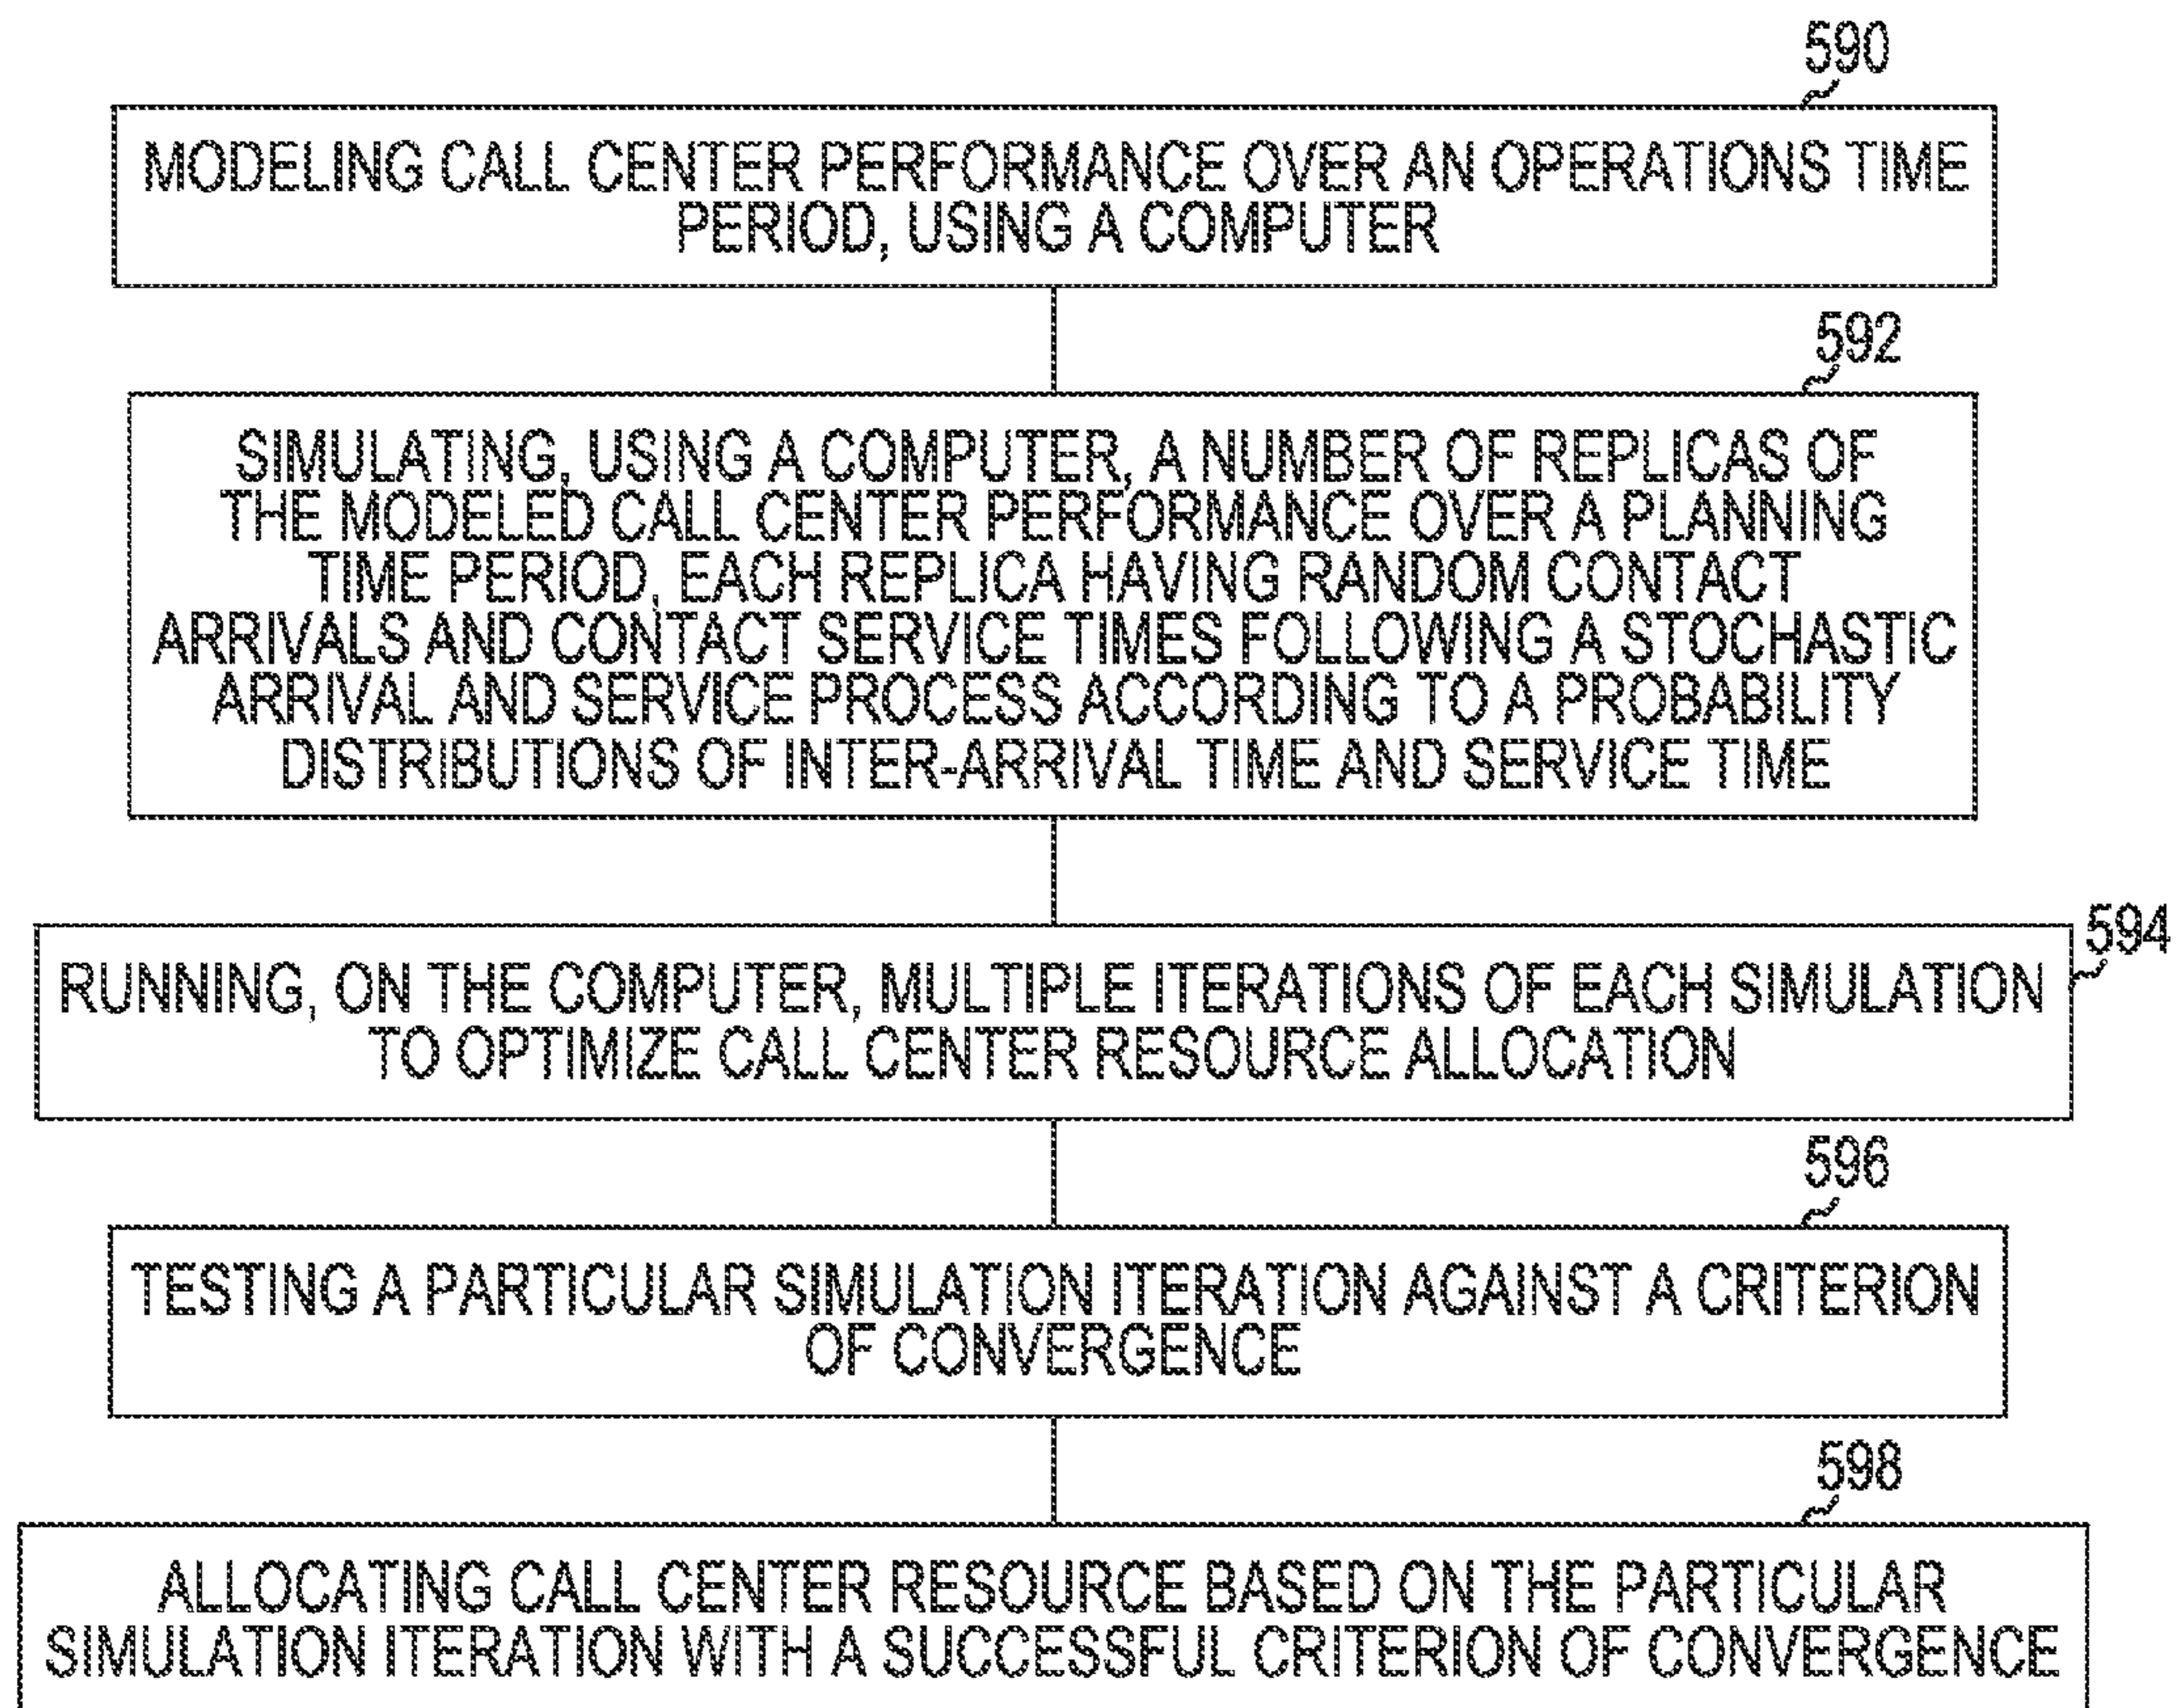 590
MODELING CALL CENTER PERFORMANCE OVER AN OPERATIONS TIME
PERIOD, USING A COMPUTER
592
SIMULATING, USING A COMPUTER, A NUMBER OF REPLICAS OF
THE MODELED CALL CENTER PERFORMANCE OVER A PLANNING
TIME PERIOD, EACH REPLICA HAVING RANDOM CONTACT
ARRIVALS AND CONTACT SERVICE TIMES FOLLOWING A STOCHASTIC
ARRIVAL AND SERVICE PROCESS ACCORDING TO A PROBABILITY
DISTRIBUTIONS OF INTER-ARRIVAL TIME AND SERVICE TIME
594
RUNNING, ON THE COMPUTER, MULTIPLE ITERATIONS OF EACH SIMULATION
TO OPTIMIZE CALL CENTER RESOURCE ALLOCATION
596
TESTING A PARTICULAR SIMULATION ITERATION AGAINST A CRITERION
OF CONVERGENCE
598
ALLOCATING CALL CENTER RESOURCE BASED ON THE PARTICULAR
SIMULATION ITERATION WITH A SUCCESSFUL CRITERION OF CONVERGENCE